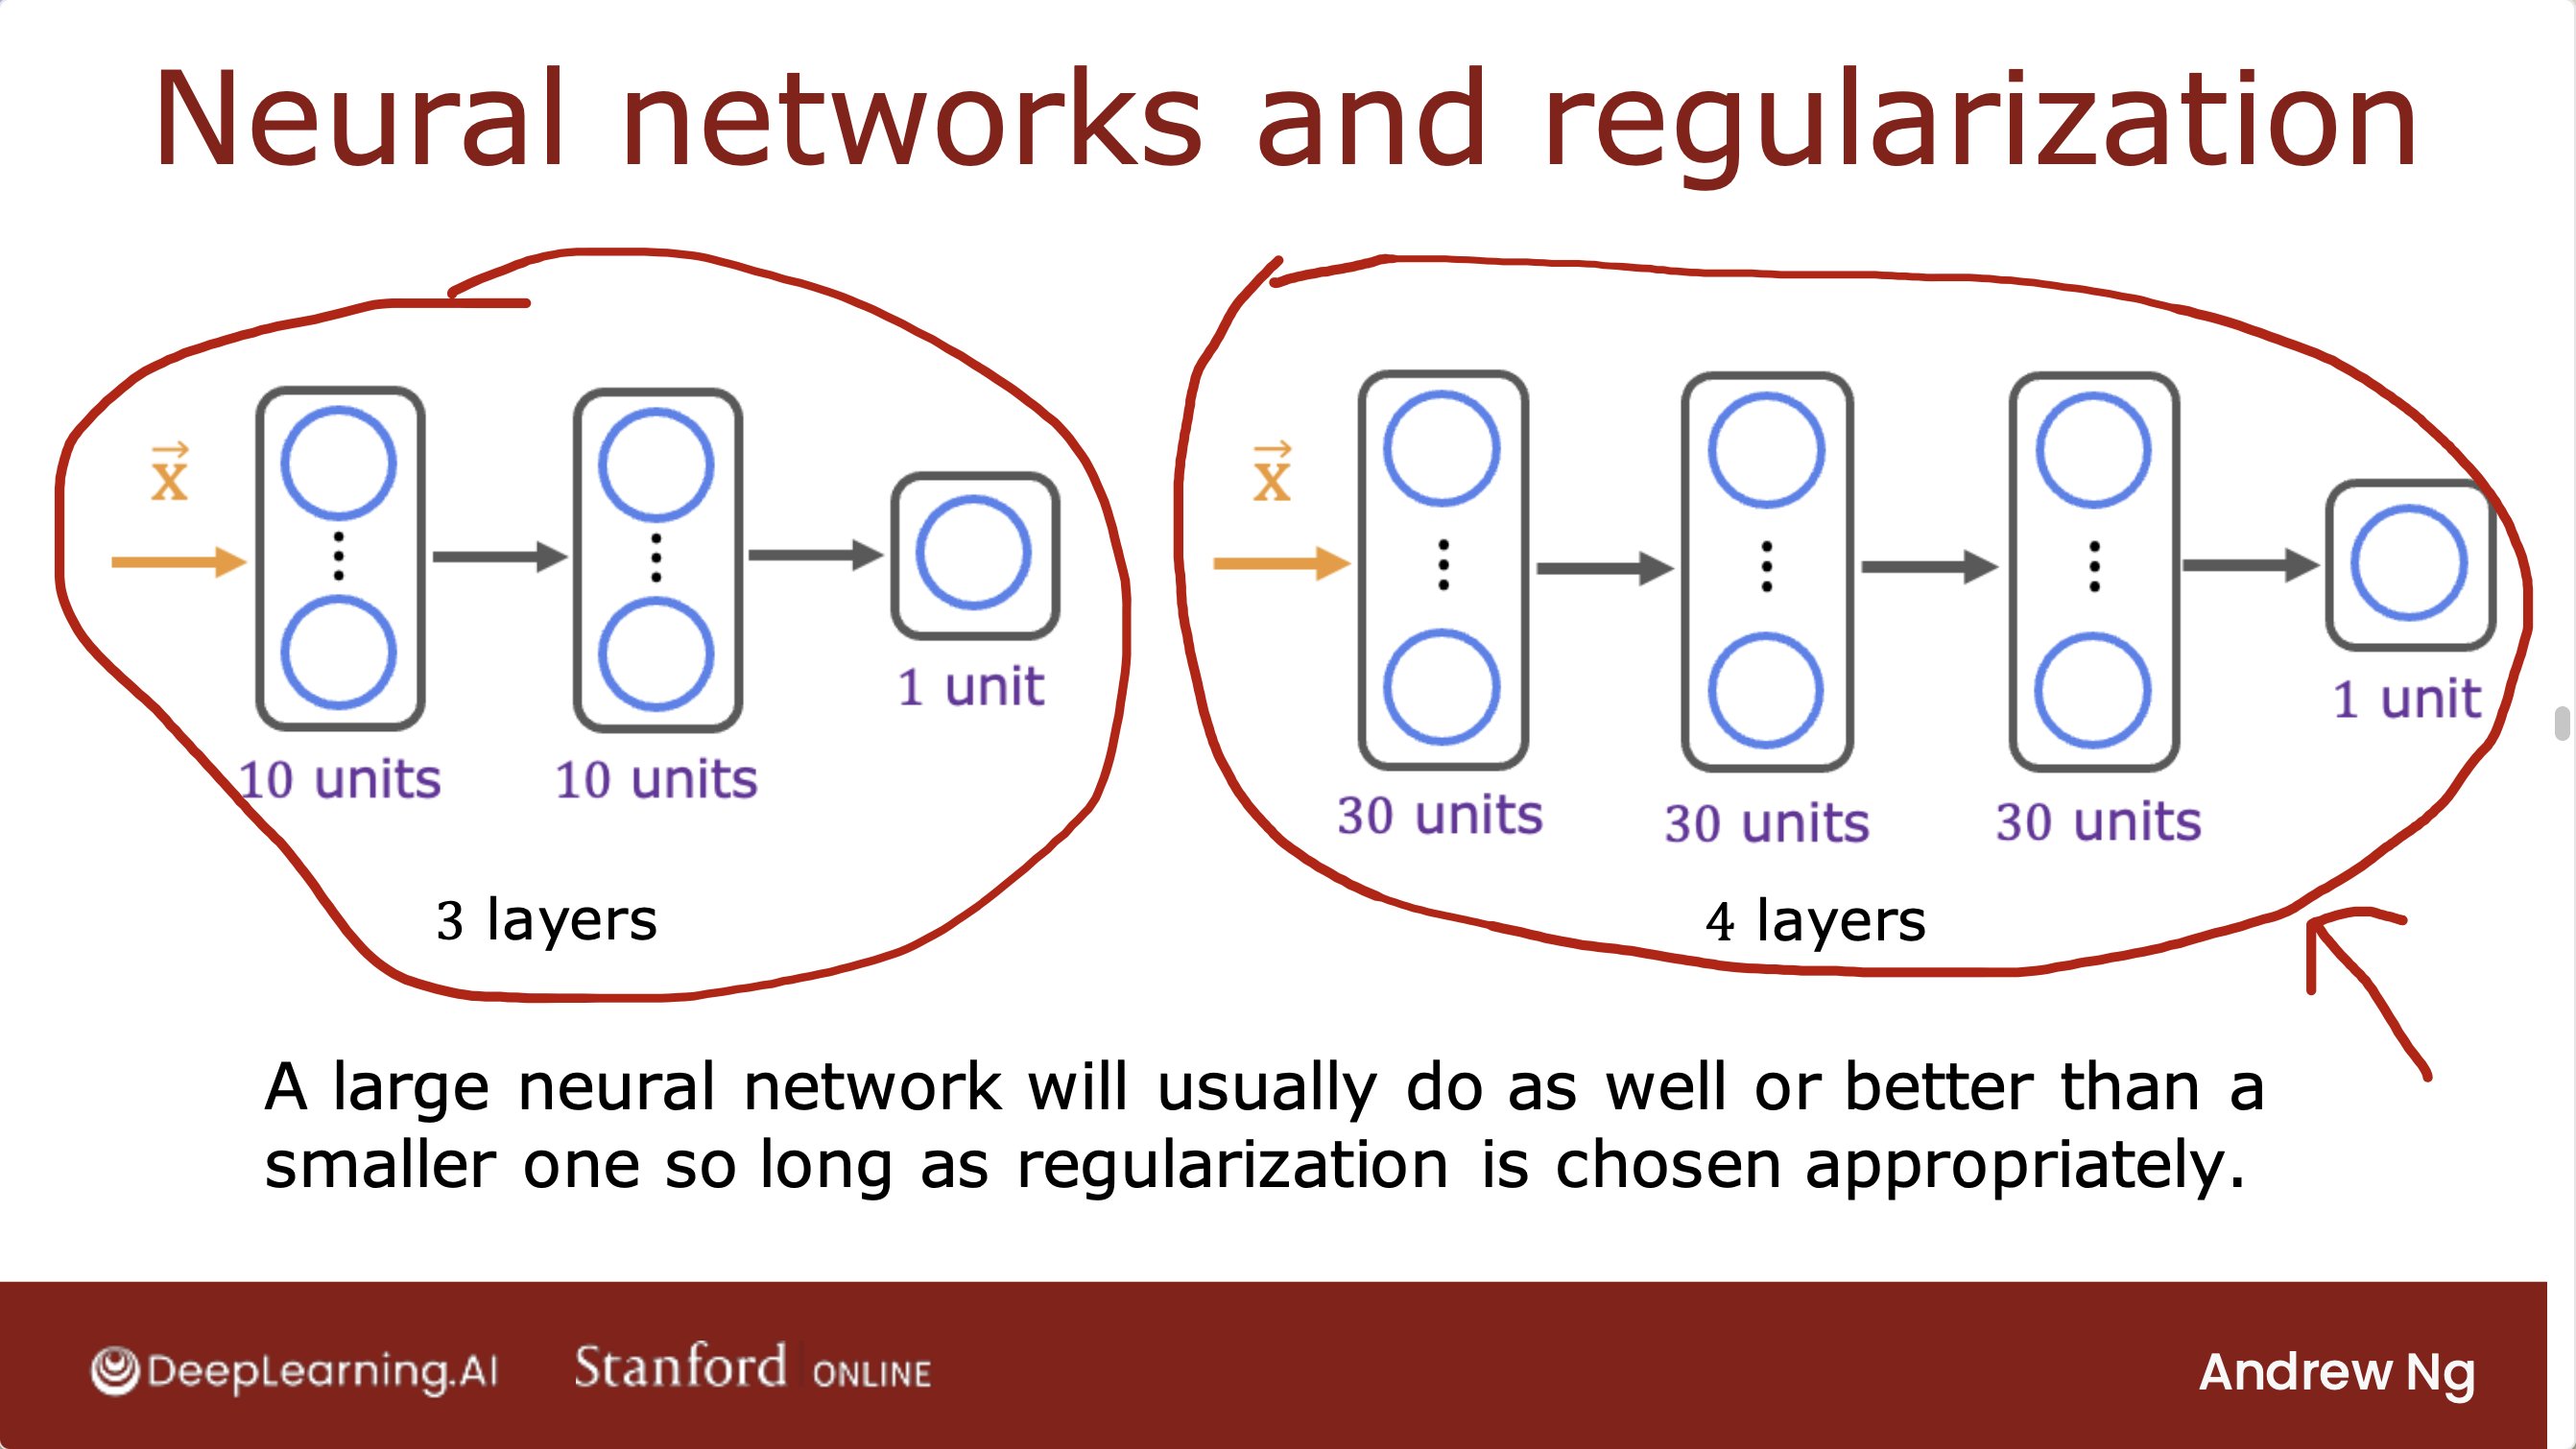 Neural networks and regularization
x⃗
10 units
10 units
1 unit
3 layers
x⃗
30 units
30 units
30 units
1 unit
4 layers
A large neural network will usually do as well or better than a
smaller one so long as regularization is chosen appropriately.
DeepLearning.AI
Stanford ONLINE
Andrew Ng